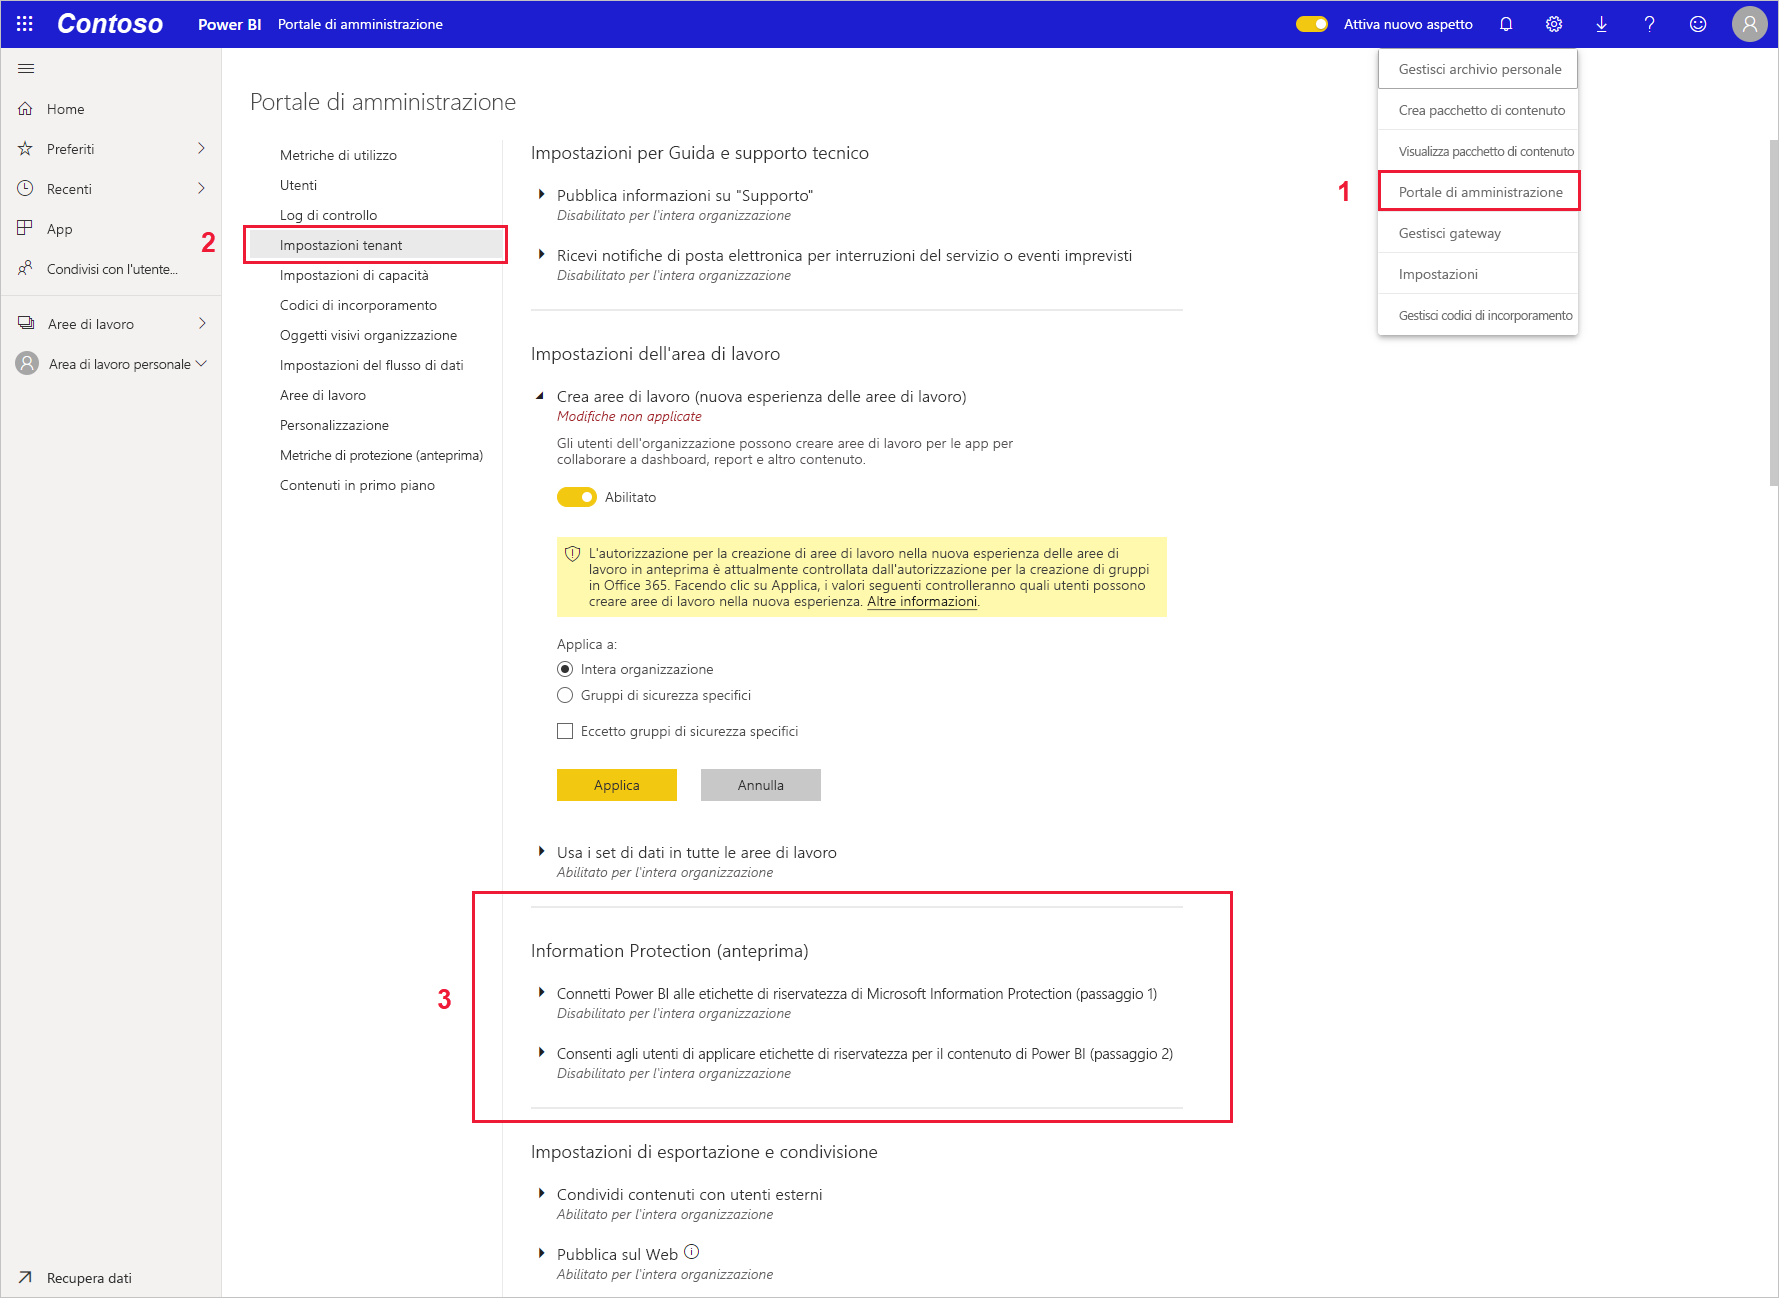 Contoso
Power BI
Portale di amministrazione
Attiva nuovo aspetto
Home
Preferiti
Recenti
App
Condivisi con l'utente...
Aree di lavoro
Area di lavoro personale
Recupera dati
Portale di amministrazione
Metriche di utilizzo
Utenti
Log di controllo
2
Impostazioni tenant
Impostazioni di capacità
Codici di incorporamento
Oggetti visivi organizzazione
Impostazioni del flusso di dati
Aree di lavoro
Personalizzazione
Metriche di protezione (anteprima)
Contenuti in primo piano
Impostazioni per Guida e supporto tecnico
Pubblica informazioni su "Supporto"
Disabilitato per l'intera organizzazione
Ricevi notifiche di posta elettronica per interruzioni del servizio o eventi imprevisti
Disabilitato per l'intera organizzazione
Impostazioni dell'area di lavoro
Crea aree di lavoro (nuova esperienza delle aree di lavoro)
Modifiche non applicate
Gli utenti dell'organizzazione possono creare aree di lavoro per le app per
collaborare a dashboard, report e altro contenuto.
Abilitato
L'autorizzazione per la creazione di aree di lavoro nella nuova esperienza delle aree di
lavoro in anteprima è attualmente controllata dall'autorizzazione per la creazione di gruppi
in Office 365. Facendo clic su Applica, i valori seguenti controlleranno quali utenti possono
creare aree di lavoro nella nuova esperienza. Altre informazioni.
Applica a:
Intera organizzazione
Gruppi di sicurezza specifici
Eccetto gruppi di sicurezza specifici
Applica
Annulla
Usa i set di dati in tutte le aree di lavoro
Abilitato per l'intera organizzazione
3
Information Protection (anteprima)
Connetti Power BI alle etichette di riservatezza di Microsoft Information Protection (passaggio 1)
Disabilitato per l'intera organizzazione
Consenti agli utenti di applicare etichette di riservatezza per il contenuto di Power BI (passaggio 2)
Disabilitato per l'intera organizzazione
Impostazioni di esportazione e condivisione
Condividi contenuti con utenti esterni
Abilitato per l'intera organizzazione
Pubblica sul Web
Abilitato per l'intera organizzazione
Gestisci archivio personale
Crea pacchetto di contenuto
Visualizza pacchetto di contenuto
1
Portale di amministrazione
Gestisci gateway
Impostazioni
Gestisci codici di incorporamento